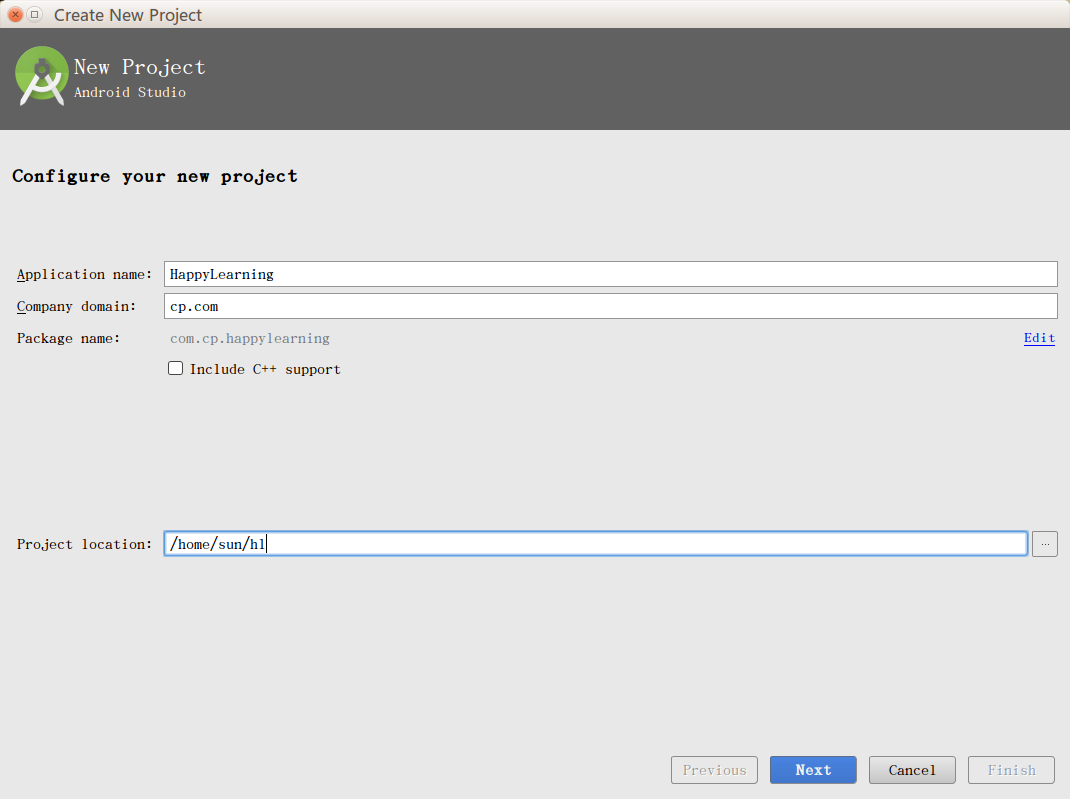 Create New Project
New Project
Android Studio
Configure your new project
Application name: HappyLearning
Company domain: cp.com
Package name: com.cp.happylearning Edit
Include C++ support
Project location: /home/sun/hl ...
Previous Next Cancel Finish